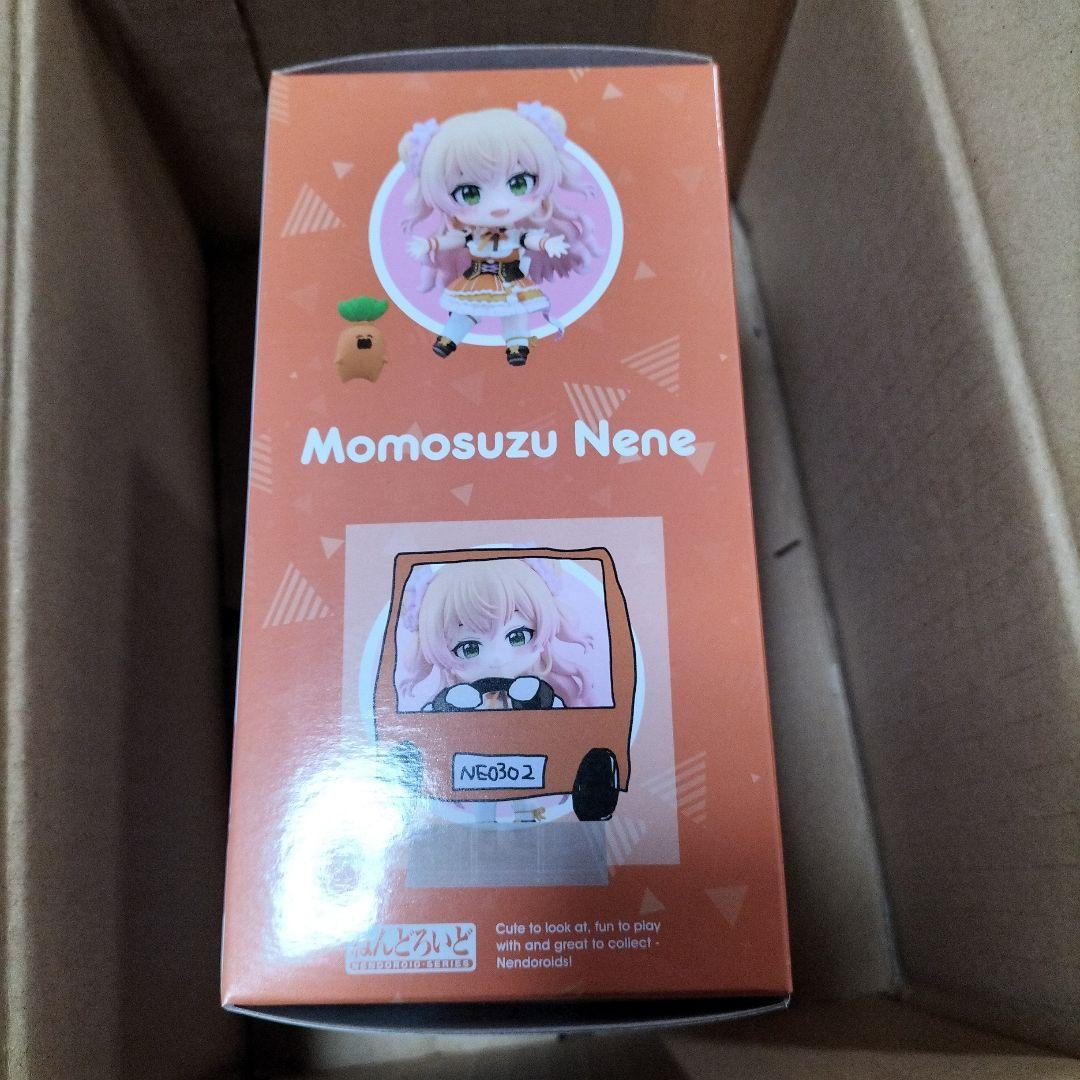 Momosuzu Nene
NE0302
ねんどろいど
NENDOROID-SERIES
Cute to look at, fun to play
with and great to collect -
Nendoroids!